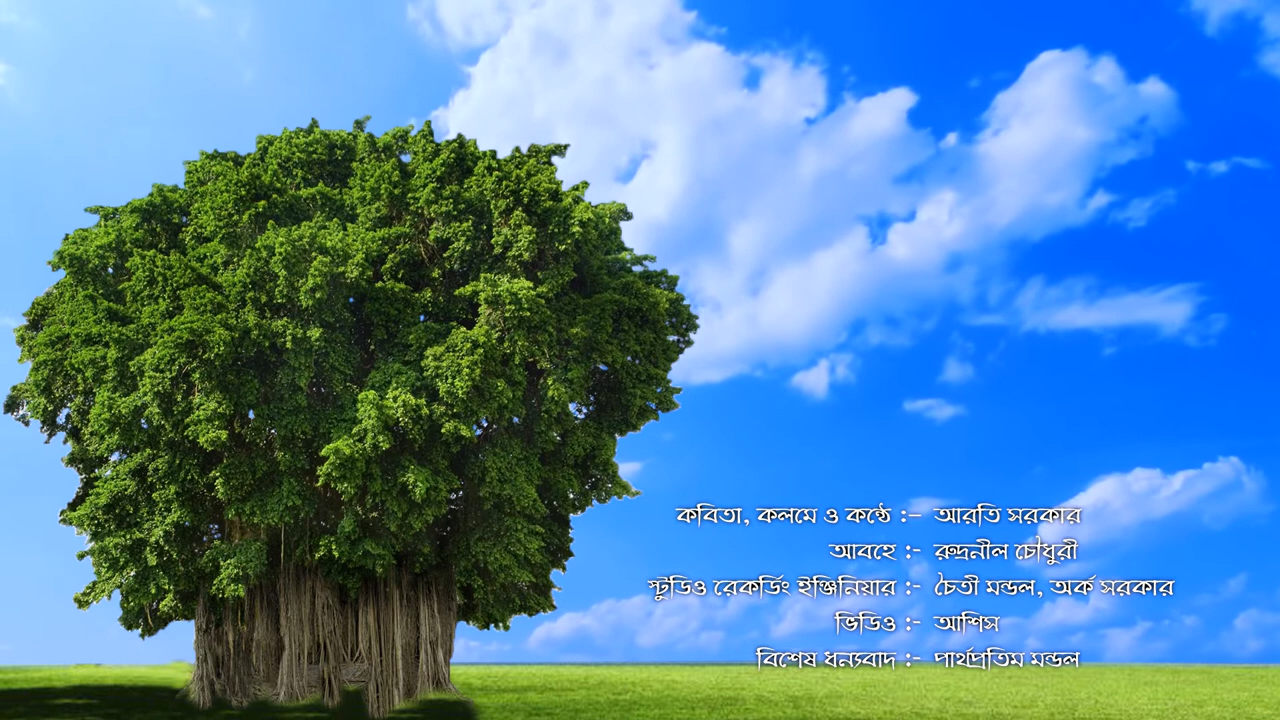 কবিতা, কলমে ও কণ্ঠে :- আরতি সরকার
আবহে :- রুদ্রনীল চৌধুরী
স্টুডিও রেকর্ডিং ইঞ্জিনিয়ার :- চৈতী মন্ডল, অর্ক সরকার
ভিডিও :- আশিস
বিশেষ ধন্যবাদ :- পার্থপ্রতিম মন্ডল